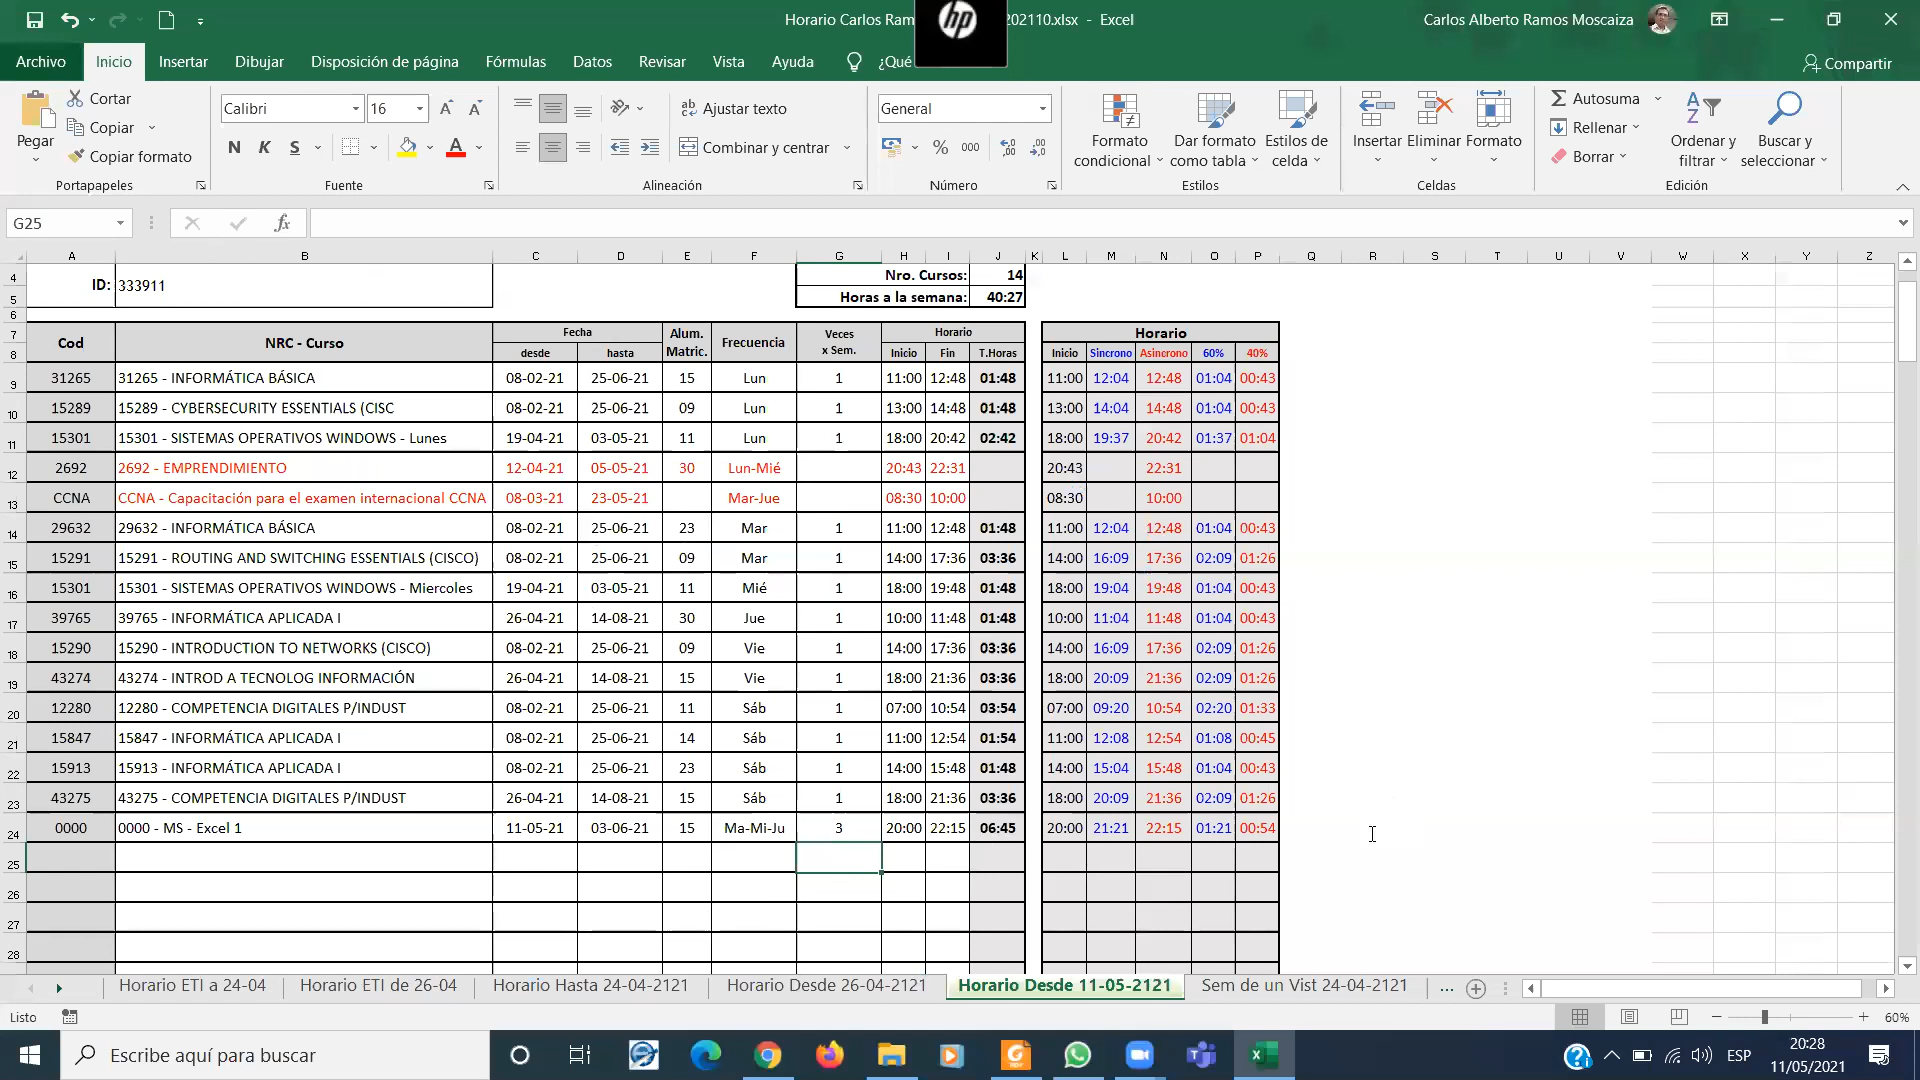 Horario Carlos Ram 202110.xlsx - Excel
hp
Carlos Alberto Ramos Moscaiza
Archivo Inicio Insertar Dibujar Disposición de página Fórmulas Datos Revisar Vista Ayuda ¿Qué Compartir
Pegar Cortar Copiar Copiar formato
Calibri 16
N K S
Ajustar texto
Combinar y centrar
General
% 000
Formato condicional Dar formato como tabla Estilos de celda
Insertar Eliminar Formato
Autosuma Rellenar Borrar
Ordenar y filtrar Buscar y seleccionar
Portapapeles Fuente Alineación Número Estilos Celdas Edición
G25 fx
A B C D E F G H I J K L M N O P Q R S T U V W X Y Z
4 ID: 333911 Nro. Cursos: 14
5 Horas a la semana: 40:27
6
7 Cod NRC - Curso Fecha Alum. Matric. Frecuencia Veces x Sem. Horario Horario
8 desde hasta Inicio Fin T.Horas Inicio Sincrono Asincrono 60% 40%
9 31265 31265 - INFORMÁTICA BÁSICA 08-02-21 25-06-21 15 Lun 1 11:00 12:48 01:48 11:00 12:04 12:48 01:04 00:43
10 15289 15289 - CYBERSECURITY ESSENTIALS (CISC 08-02-21 25-06-21 09 Lun 1 13:00 14:48 01:48 13:00 14:04 14:48 01:04 00:43
11 15301 15301 - SISTEMAS OPERATIVOS WINDOWS - Lunes 19-04-21 03-05-21 11 Lun 1 18:00 20:42 02:42 18:00 19:37 20:42 01:37 01:04
12 2692 2692 - EMPRENDIMIENTO 12-04-21 05-05-21 30 Lun-Mié 20:43 22:31 20:43 22:31
13 CCNA CCNA - Capacitación para el examen internacional CCNA 08-03-21 23-05-21 Mar-Jue 08:30 10:00 08:30 10:00
14 29632 29632 - INFORMÁTICA BÁSICA 08-02-21 25-06-21 23 Mar 1 11:00 12:48 01:48 11:00 12:04 12:48 01:04 00:43
15 15291 15291 - ROUTING AND SWITCHING ESSENTIALS (CISCO) 08-02-21 25-06-21 09 Mar 1 14:00 17:36 03:36 14:00 16:09 17:36 02:09 01:26
16 15301 15301 - SISTEMAS OPERATIVOS WINDOWS - Miercoles 19-04-21 03-05-21 11 Mié 1 18:00 19:48 01:48 18:00 19:04 19:48 01:04 00:43
17 39765 39765 - INFORMÁTICA APLICADA I 26-04-21 14-08-21 30 Jue 1 10:00 11:48 01:48 10:00 11:04 11:48 01:04 00:43
18 15290 15290 - INTRODUCTION TO NETWORKS (CISCO) 08-02-21 25-06-21 09 Vie 1 14:00 17:36 03:36 14:00 16:09 17:36 02:09 01:26
19 43274 43274 - INTROD A TECNOLOG INFORMACIÓN 26-04-21 14-08-21 15 Vie 1 18:00 21:36 03:36 18:00 20:09 21:36 02:09 01:26
20 12280 12280 - COMPETENCIA DIGITALES P/INDUST 08-02-21 25-06-21 11 Sáb 1 07:00 10:54 03:54 07:00 09:20 10:54 02:20 01:33
21 15847 15847 - INFORMÁTICA APLICADA I 08-02-21 25-06-21 14 Sáb 1 11:00 12:54 01:54 11:00 12:08 12:54 01:08 00:45
22 15913 15913 - INFORMÁTICA APLICADA I 08-02-21 25-06-21 23 Sáb 1 14:00 15:48 01:48 14:00 15:04 15:48 01:04 00:43
23 43275 43275 - COMPETENCIA DIGITALES P/INDUST 26-04-21 14-08-21 15 Sáb 1 18:00 21:36 03:36 18:00 20:09 21:36 02:09 01:26
24 0000 0000 - MS - Excel 1 11-05-21 03-06-21 15 Ma-Mi-Ju 3 20:00 22:15 06:45 20:00 21:21 22:15 01:21 00:54
25
26
27
28
Horario ETI a 24-04 Horario ETI de 26-04 Horario Hasta 24-04-2121 Horario Desde 26-04-2121 Horario Desde 11-05-2121 Sem de un Vist 24-04-2121 ...
Listo 60%
Escribe aquí para buscar
ESP 20:28
11/05/2021